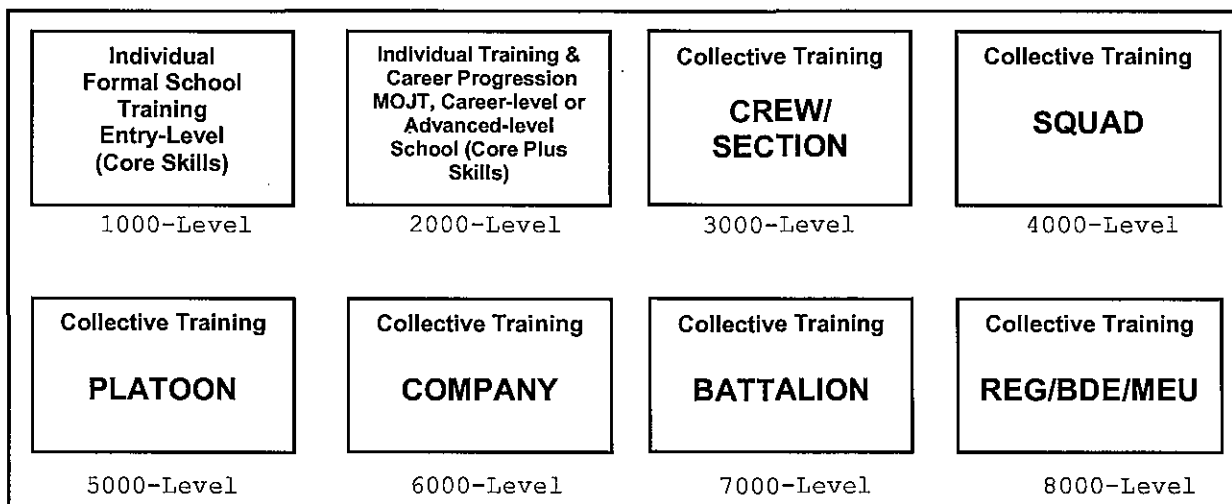 Individual
Formal School
Training
Entry-Level
(Core Skills)
1000-Level
Individual Training &
Career Progression
MOJT, Career-level or
Advanced-level
School (Core Plus
Skills)
2000-Level
Collective Training
CREW/
SECTION
3000-Level
Collective Training
SQUAD
4000-Level
Collective Training
PLATOON
5000-Level
Collective Training
COMPANY
6000-Level
Collective Training
BATTALION
7000-Level
Collective Training
REG/BDE/MEU
8000-Level